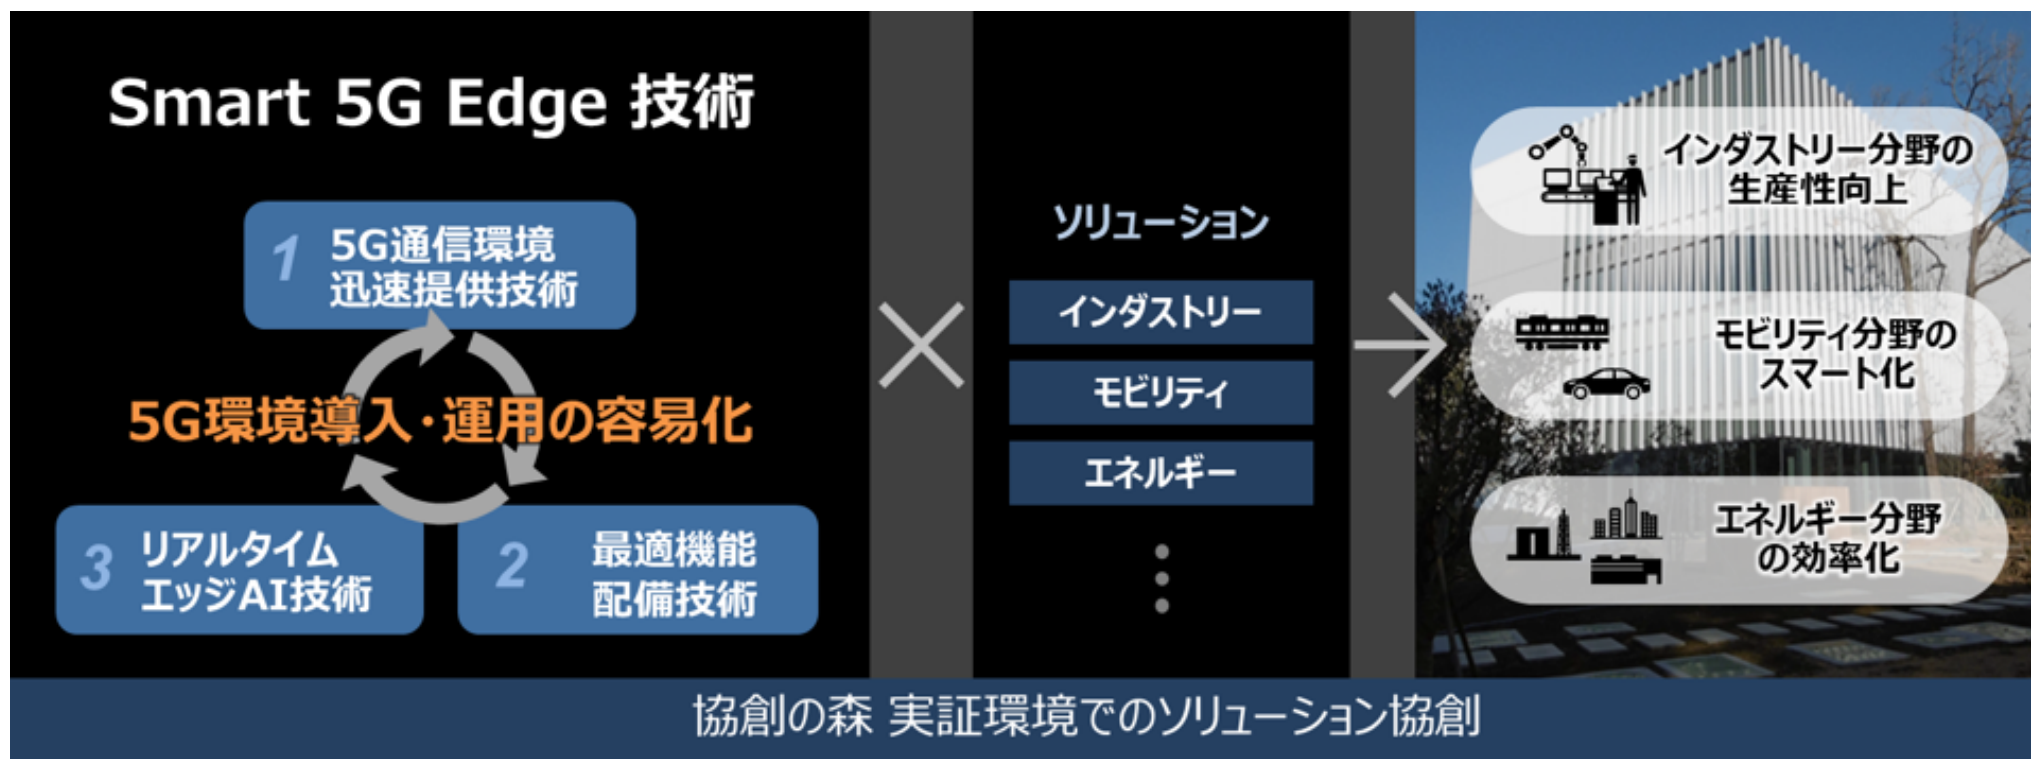 Smart 5G Edge 技術
1
5G通信環境
迅速提供技術
5G環境導入・運用の容易化
3
リアルタイム
エッジAI技術
2
最適機能
配備技術
ソリューション
インダストリー
モビリティ
エネルギー
インダストリー分野の
生産性向上
モビリティ分野の
スマート化
エネルギー分野
の効率化
協創の森 実証環境でのソリューション協創